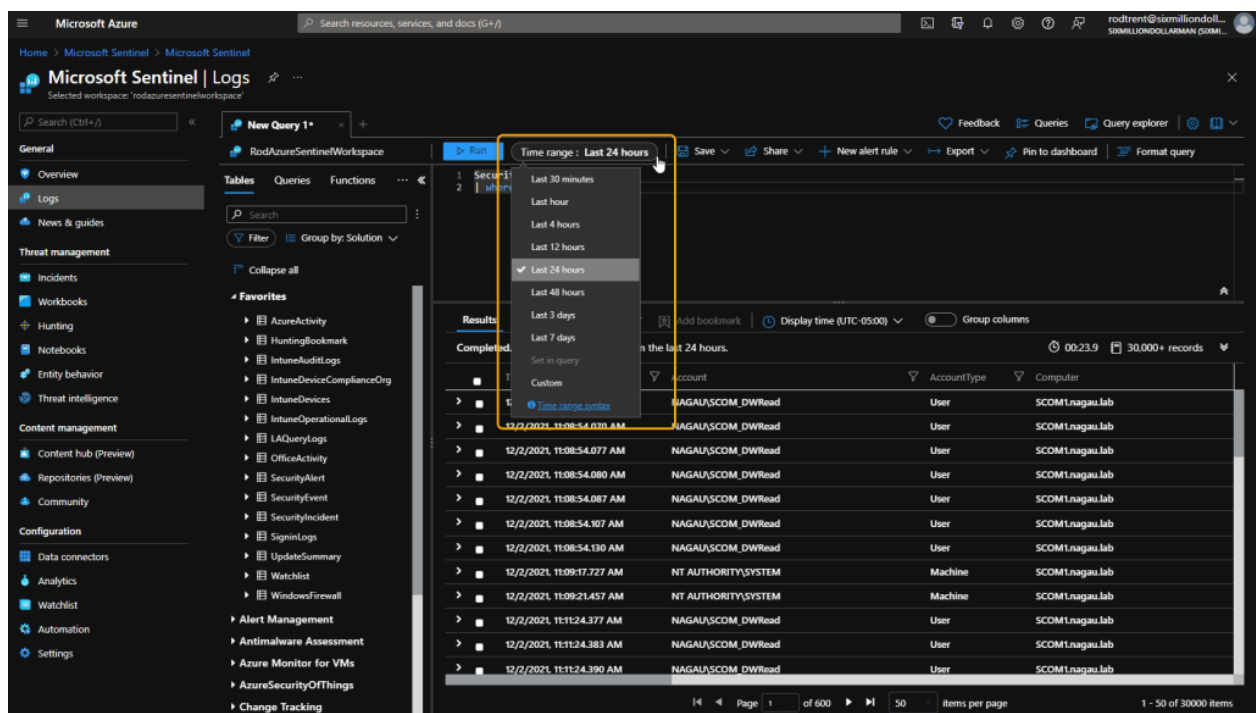 Microsoft Azure
Search resources, services, and docs (G+/)
rodtrent@sixmilliondoll...
SIXMILLIONDOLLARMAN (SIXMI...
Home > Microsoft Sentinel > Microsoft Sentinel
Microsoft Sentinel | Logs
Selected workspace: 'rodazuresentinelworkspace'
Search (Ctrl+/)
General
Overview
Logs
News & guides
Threat management
Incidents
Workbooks
Hunting
Notebooks
Entity behavior
Threat intelligence
Content management
Content hub (Preview)
Repositories (Preview)
Community
Configuration
Data connectors
Analytics
Watchlist
Automation
Settings
New Query 1*
Feedback
Queries
Query explorer
RodAzureSentinelWorkspace
Run
Time range : Last 24 hours
Save
Share
New alert rule
Export
Pin to dashboard
Format query
Tables
Queries
Functions
Search
Filter
Group by: Solution
Collapse all
Favorites
AzureActivity
HuntingBookmark
IntuneAuditLogs
IntuneDeviceComplianceOrg
IntuneDevices
IntuneOperationalLogs
LAQueryLogs
OfficeActivity
SecurityAlert
SecurityEvent
SecurityIncident
SigninLogs
UpdateSummary
Watchlist
WindowsFirewall
Alert Management
Antimalware Assessment
Azure Monitor for VMs
AzureSecurityOfThings
Change Tracking
1
2
Last 30 minutes
Last hour
Last 4 hours
Last 12 hours
Last 24 hours
Last 48 hours
Last 3 days
Last 7 days
Set in query
Custom
Time range syntax
Results
Add bookmark
Display time (UTC-05:00)
Group columns
Completed.
the last 24 hours.
00:23.9
30,000+ records
Account AccountType Computer
NAGAU\SCOM_DWRead User SCOM1.nagau.lab
12/2/2021, 11:08:54.070 AM NAGAU\SCOM_DWRead User SCOM1.nagau.lab
12/2/2021, 11:08:54.077 AM NAGAU\SCOM_DWRead User SCOM1.nagau.lab
12/2/2021, 11:08:54.080 AM NAGAU\SCOM_DWRead User SCOM1.nagau.lab
12/2/2021, 11:08:54.087 AM NAGAU\SCOM_DWRead User SCOM1.nagau.lab
12/2/2021, 11:08:54.107 AM NAGAU\SCOM_DWRead User SCOM1.nagau.lab
12/2/2021, 11:08:54.130 AM NAGAU\SCOM_DWRead User SCOM1.nagau.lab
12/2/2021, 11:09:17.727 AM NT AUTHORITY\SYSTEM Machine SCOM1.nagau.lab
12/2/2021, 11:09:21.457 AM NT AUTHORITY\SYSTEM Machine SCOM1.nagau.lab
12/2/2021, 11:11:24.377 AM NAGAU\SCOM_DWRead User SCOM1.nagau.lab
12/2/2021, 11:11:24.383 AM NAGAU\SCOM_DWRead User SCOM1.nagau.lab
12/2/2021, 11:11:24.390 AM NAGAU\SCOM_DWRead User SCOM1.nagau.lab
Page 1 of 600
50 items per page
1 - 50 of 30000 items